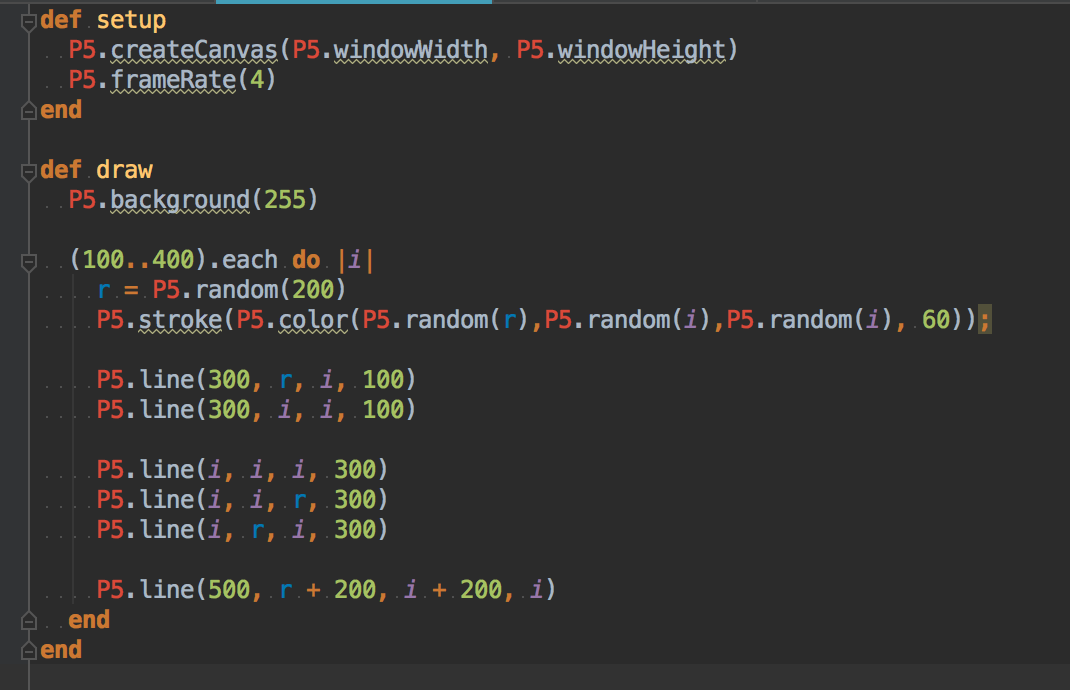 def setup
  P5.createCanvas(P5.windowWidth, P5.windowHeight)
  P5.frameRate(4)
end

def draw
  P5.background(255)

  (100..400).each do |i|
    r = P5.random(200)
    P5.stroke(P5.color(P5.random(r),P5.random(i),P5.random(i), 60));

    P5.line(300, r, i, 100)
    P5.line(300, i, i, 100)

    P5.line(i, i, i, 300)
    P5.line(i, i, r, 300)
    P5.line(i, r, i, 300)

    P5.line(500, r + 200, i + 200, i)
  end
end